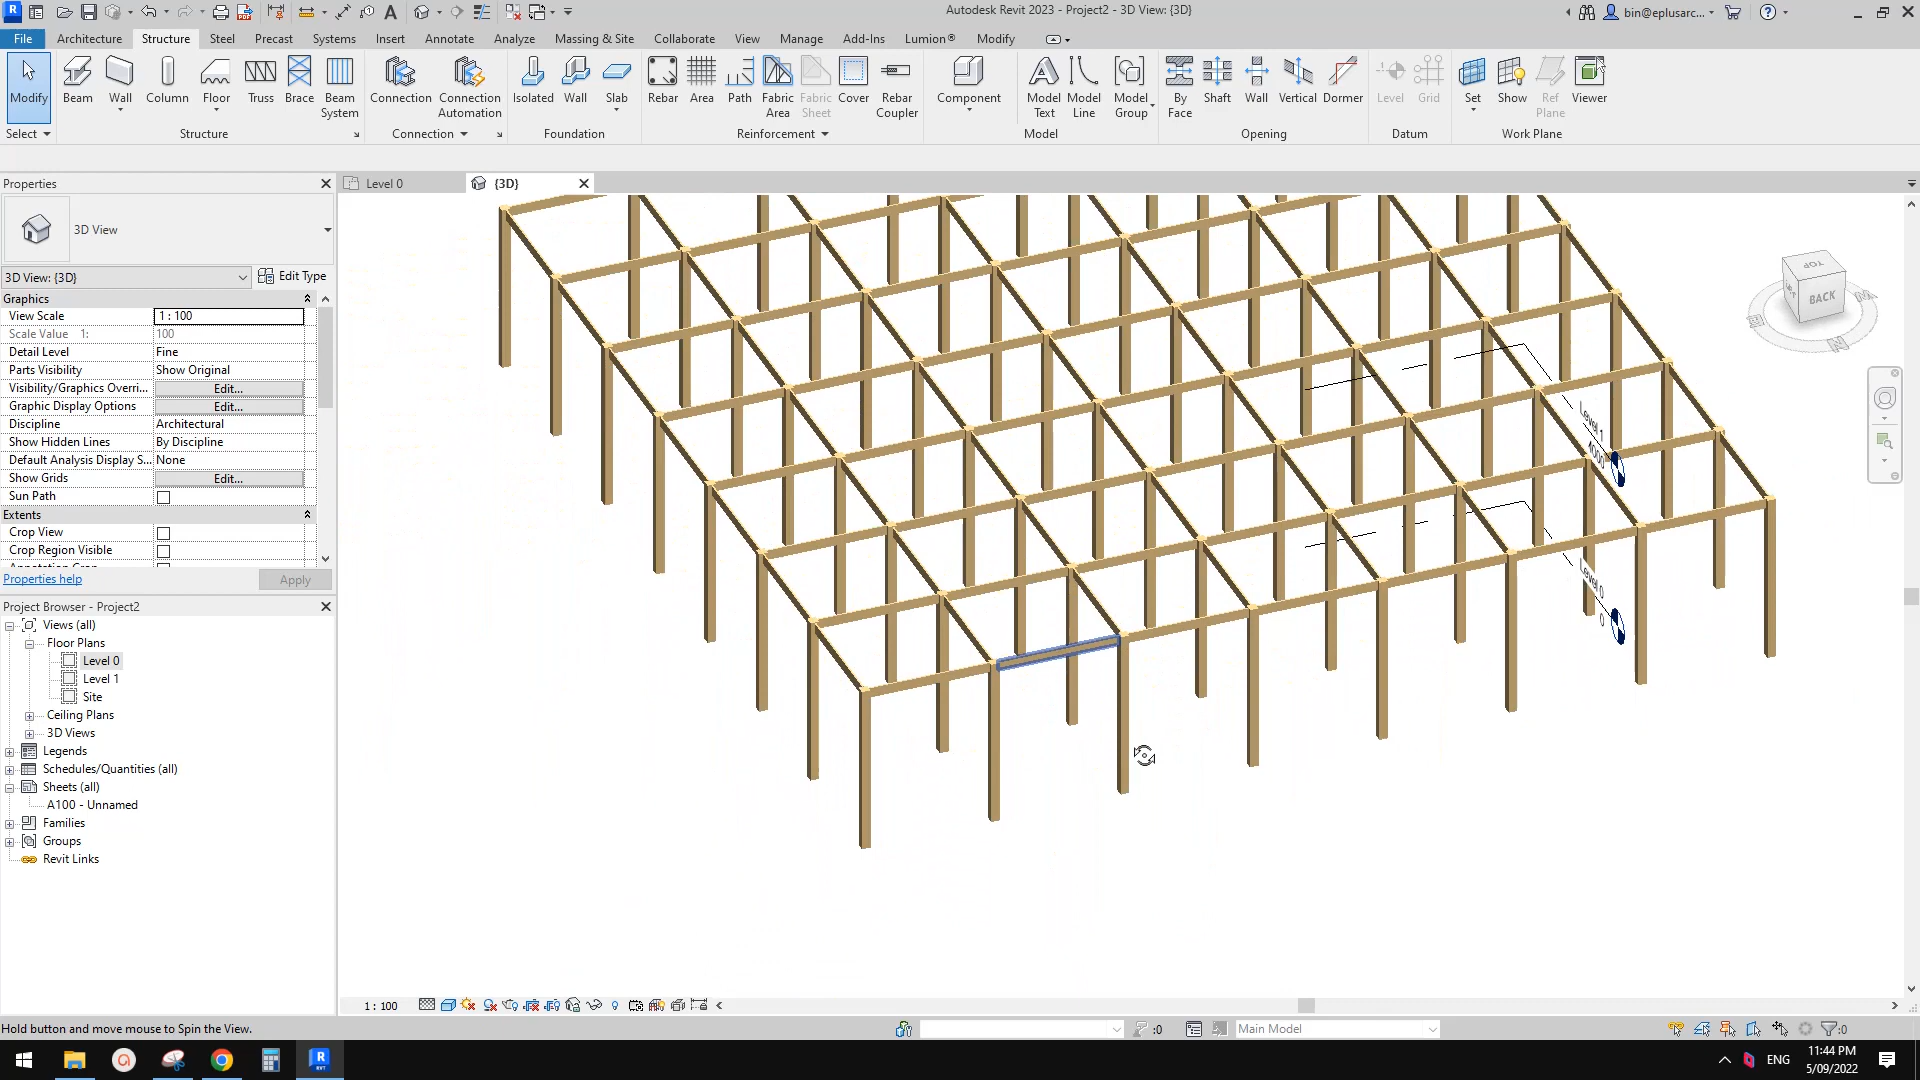 Autodesk Revit 2023 - Project2 - 3D View: {3D}
bin@eplusarc...
File Architecture Structure Steel Precast Systems Insert Annotate Analyze Massing & Site Collaborate View Manage Add-Ins Lumion® Modify
Modify Beam Wall Column Floor Truss Brace Beam System Connection Connection Automation Isolated Wall Slab Rebar Area Path Fabric Area Fabric Sheet Cover Rebar Coupler Component Model Text Model Line Model Group By Face Shaft Wall Vertical Dormer Level Grid Set Show Ref Plane Viewer
Select Structure Connection Foundation Reinforcement Model Opening Datum Work Plane
Properties
Level 0
{3D}
3D View
3D View: {3D}
Edit Type
Graphics
View Scale 1 : 100
Scale Value 1: 100
Detail Level Fine
Parts Visibility Show Original
Visibility/Graphics Overri... Edit...
Graphic Display Options Edit...
Discipline Architectural
Show Hidden Lines By Discipline
Default Analysis Display S... None
Show Grids Edit...
Sun Path
Extents
Crop View
Crop Region Visible
Properties help
Apply
Project Browser - Project2
Views (all)
Floor Plans
Level 0
Level 1
Site
Ceiling Plans
3D Views
Legends
Schedules/Quantities (all)
Sheets (all)
A100 - Unnamed
Families
Groups
Revit Links
TOP
BACK
Level 1
4000
Level 0
0
1 : 100
Hold button and move mouse to Spin the View.
:0
Main Model
:0
ENG
11:44 PM
5/09/2022